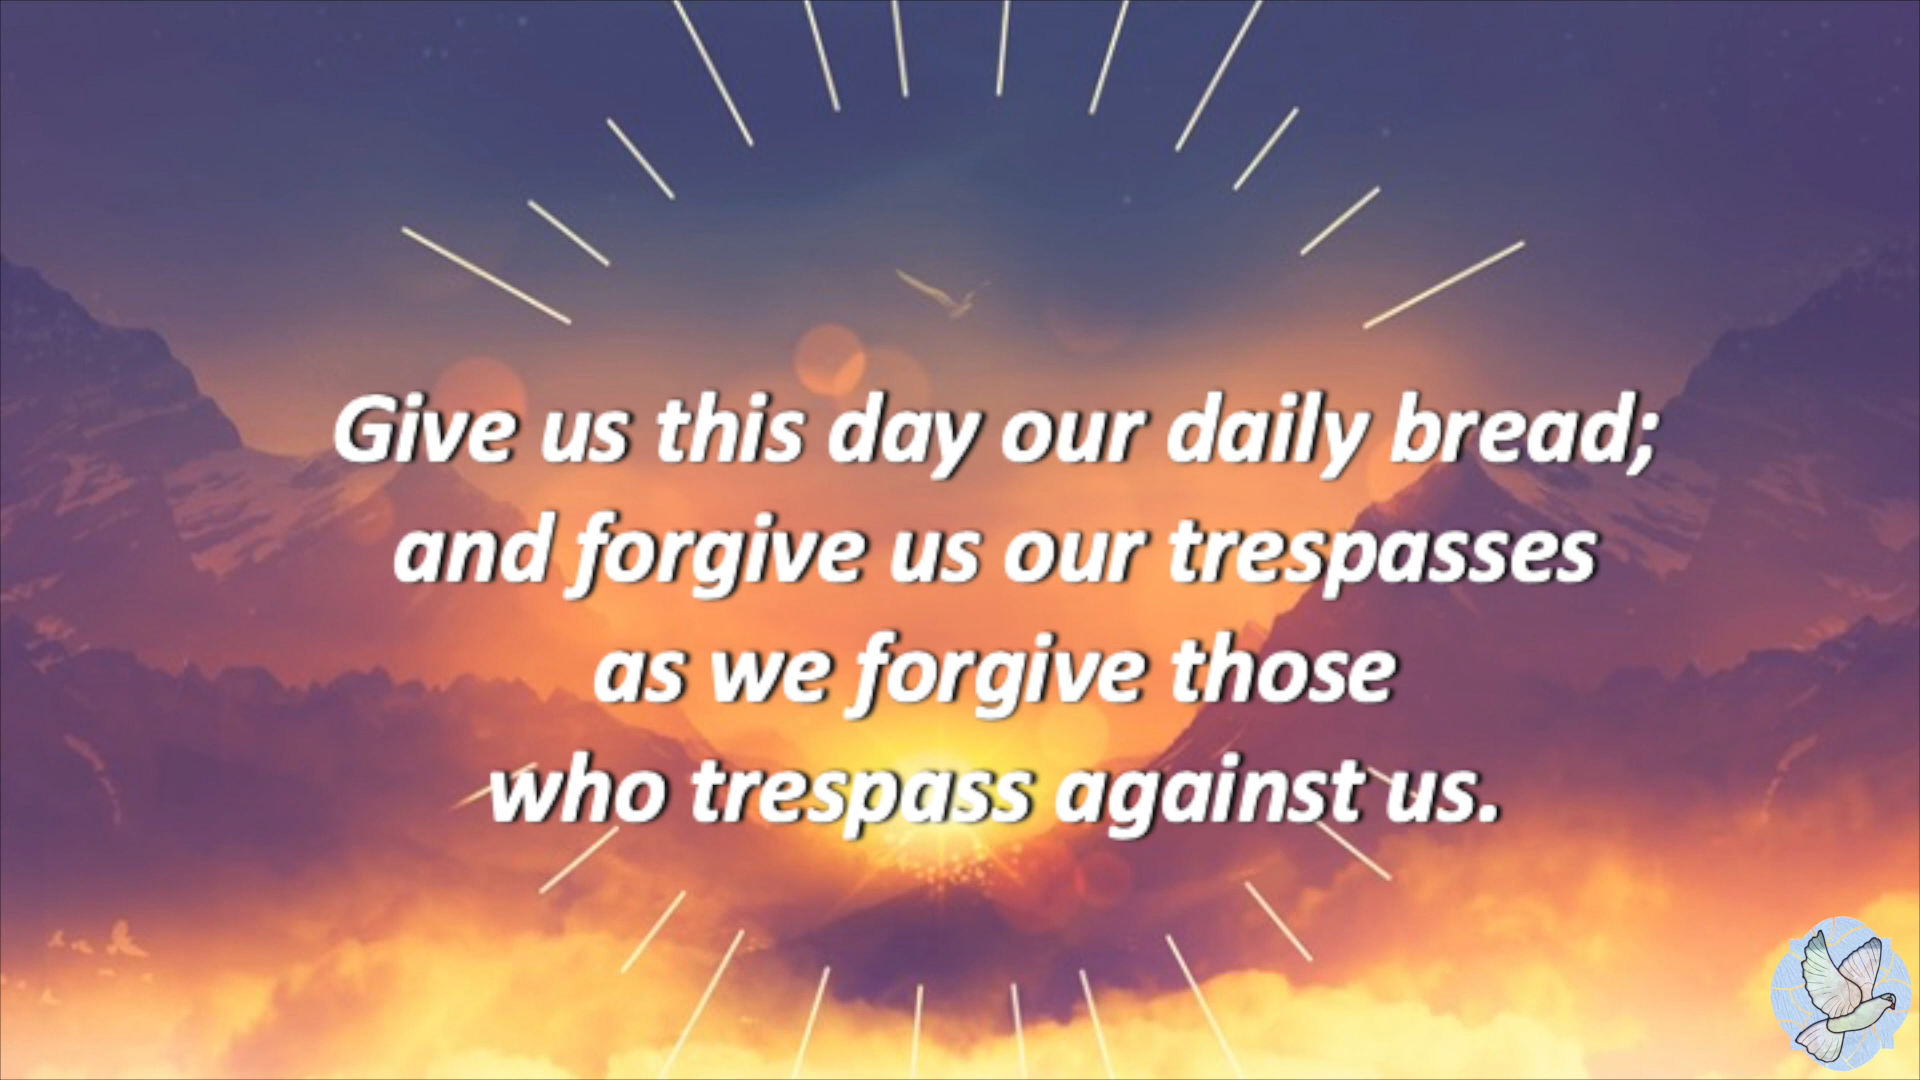 Give us this day our daily bread;
and forgive us our trespasses
as we forgive those
who trespass against us.